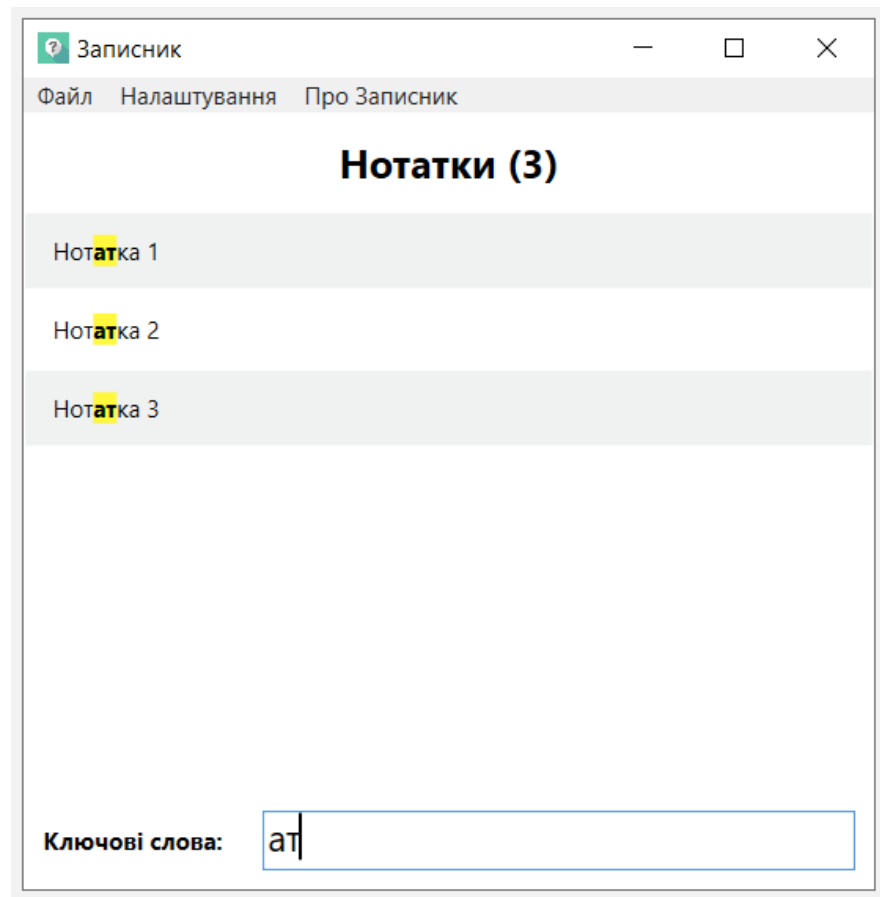 Записник
Файл Налаштування Про Записник
Нотатки (3)
Нотатка 1
Нотатка 2
Нотатка 3
Ключові слова: ат